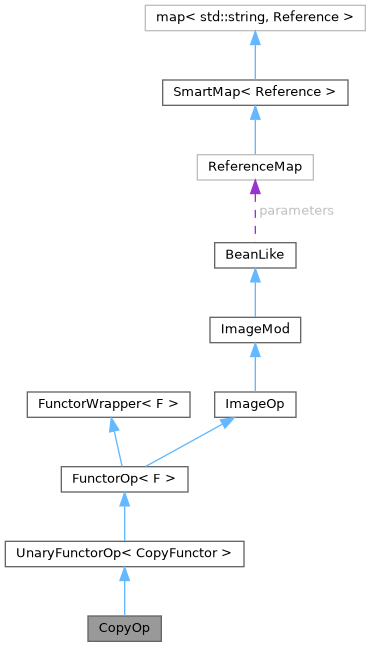 map< std::string, Reference >
SmartMap< Reference >
ReferenceMap
parameters
BeanLike
ImageMod
FunctorWrapper< F >
ImageOp
FunctorOp< F >
UnaryFunctorOp< CopyFunctor >
CopyOp